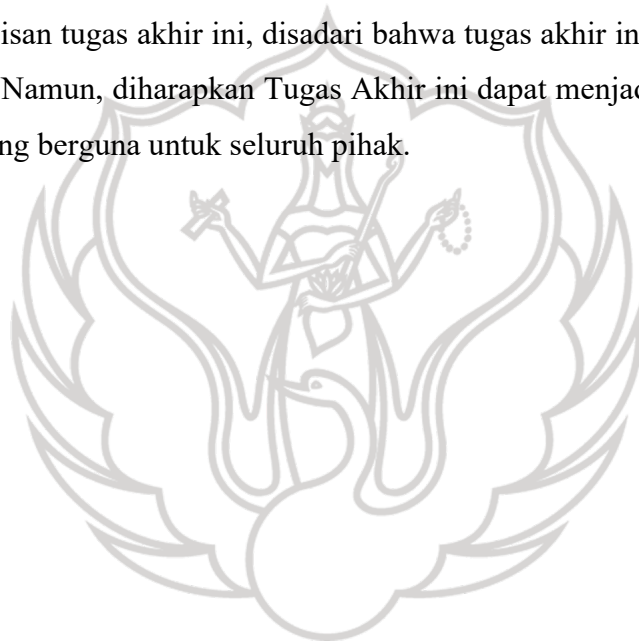 isan tugas akhir ini, disadari bahwa tugas akhir in
Namun, diharapkan Tugas Akhir ini dapat menjad
ng berguna untuk seluruh pihak.